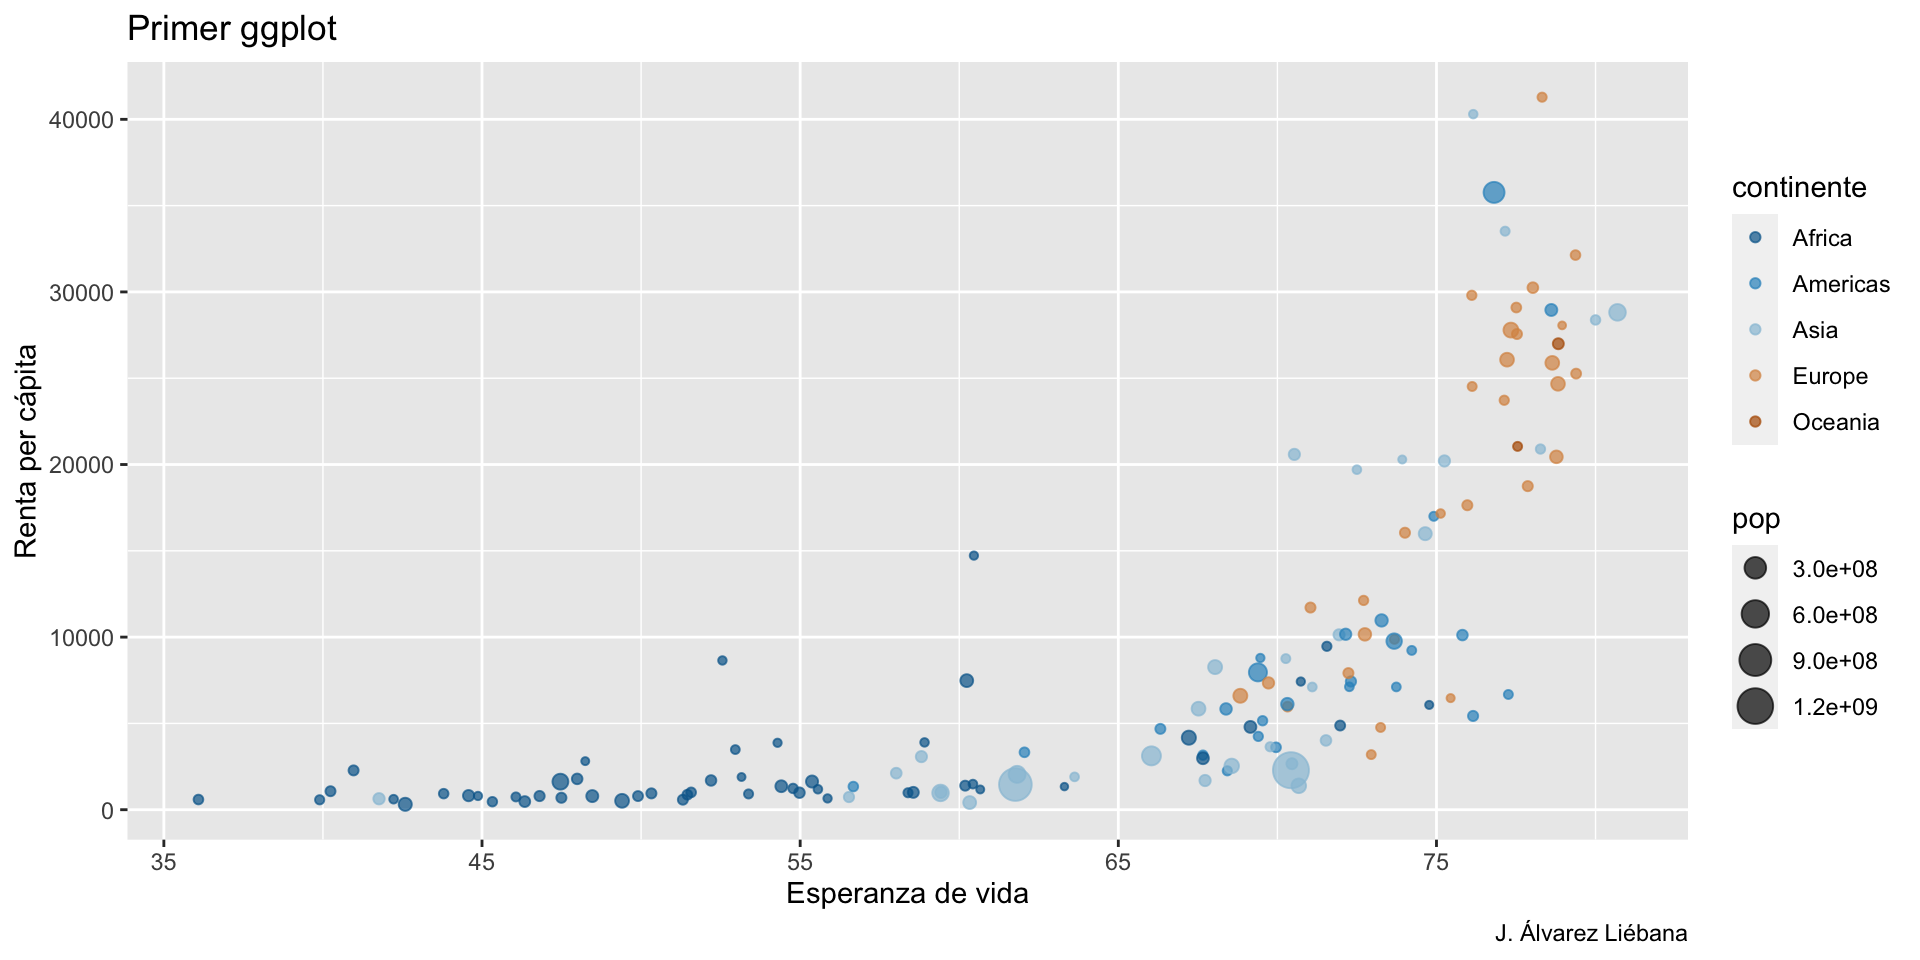 Primer ggplot
40000
30000
20000
10000
0
Renta per cápita
35 45 55 65 75
Esperanza de vida
continente
Africa
Americas
Asia
Europe
Oceania
pop
3.0e+08
6.0e+08
9.0e+08
1.2e+09
J. Álvarez Liébana